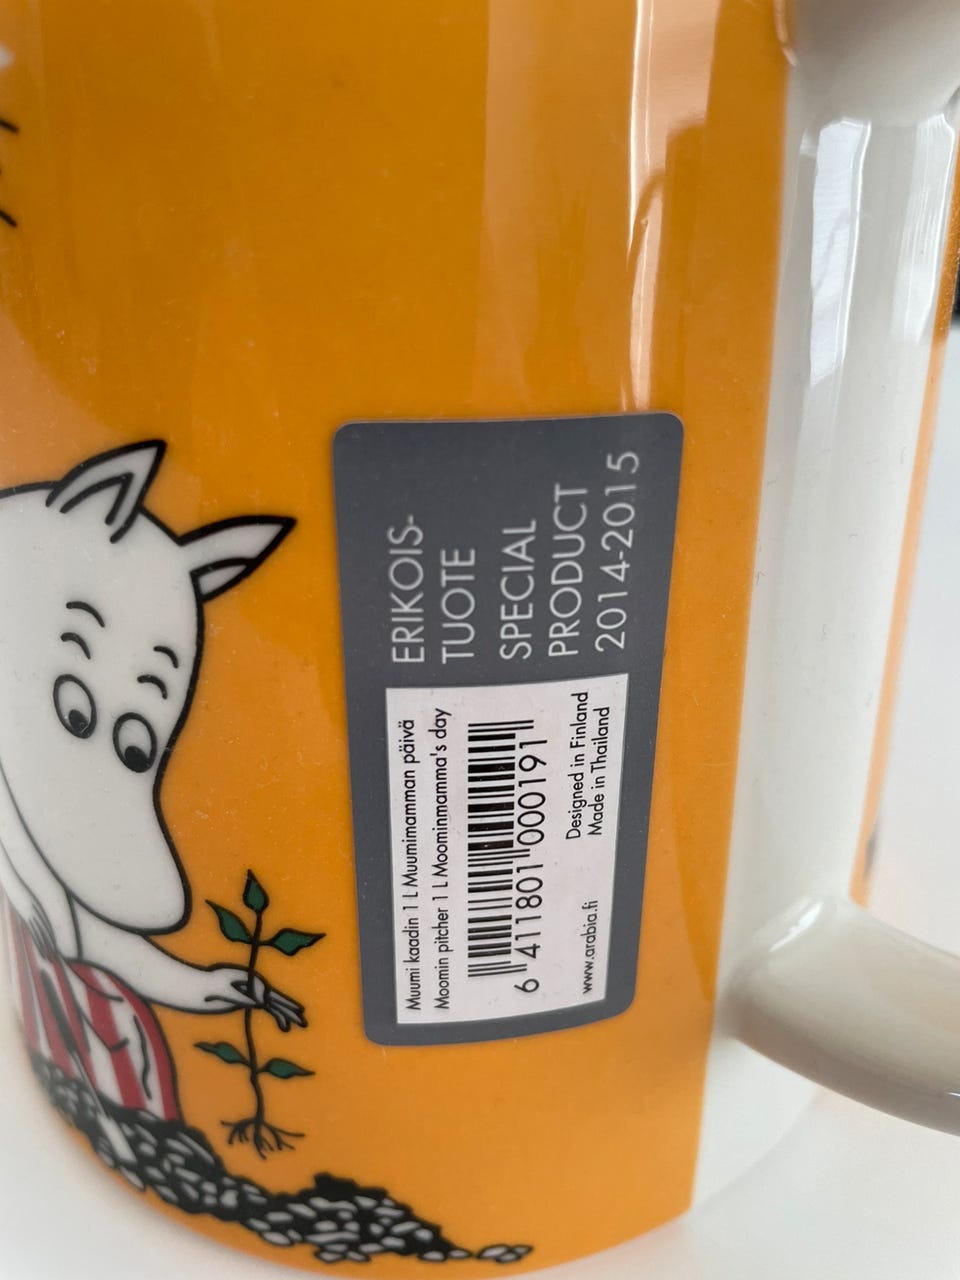 ERIKOIS-
TUOTE
SPECIAL
PRODUCT
2014-2015
Muumi kaadin 1 L Muumimamman päivä
Moomin pitcher 1 L Moominmamma's day
6 411801 000191
Designed in Finland
Made in Thailand
www.arabia.fi